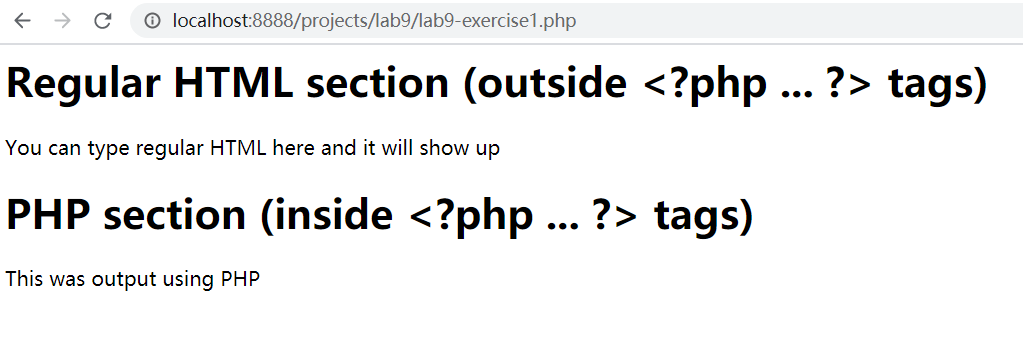 localhost:8888/projects/lab9/lab9-exercise1.php
Regular HTML section (outside <?php ... ?> tags)
You can type regular HTML here and it will show up
PHP section (inside <?php ... ?> tags)
This was output using PHP